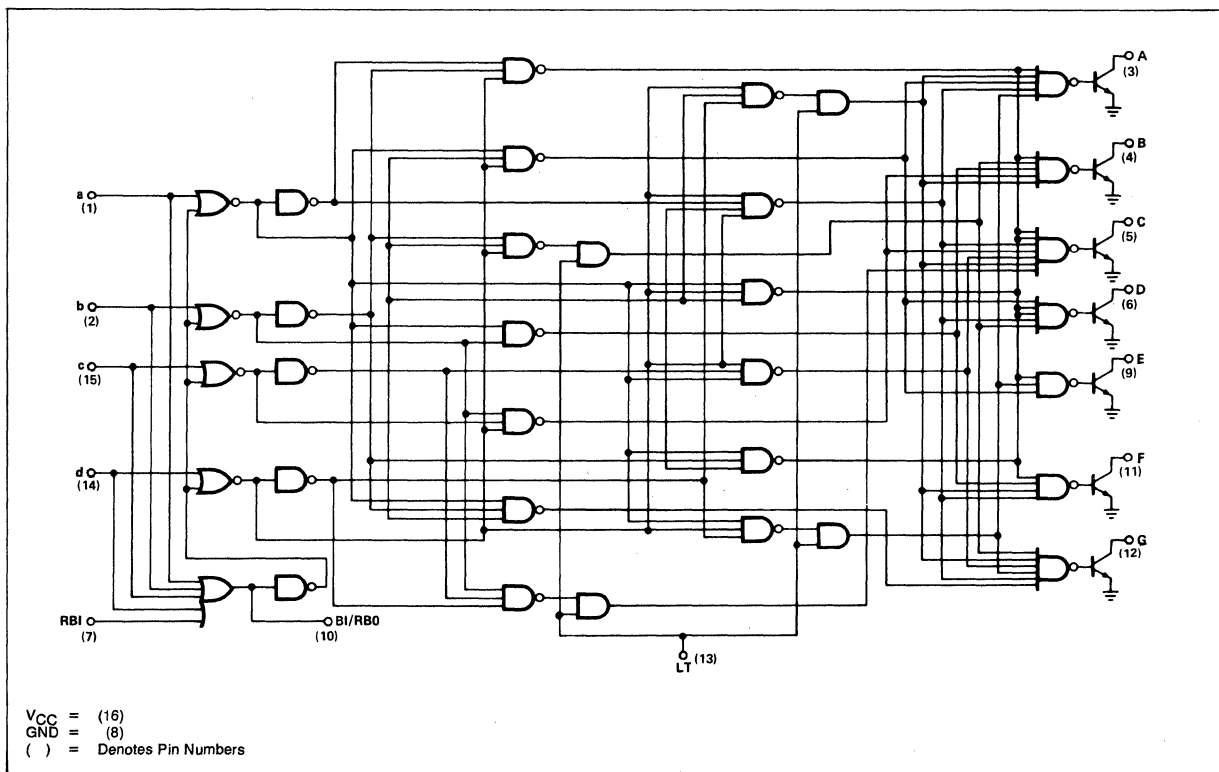 A
(3)
B
(4)
a
(1)
C
(5)
D
(6)
b
(2)
c
(15)
E
(9)
d
(14)
F
(11)
G
(12)
RBI
(7)
BI/RB0
(10)
LT (13)
VCC = (16)
GND = (8)
( ) = Denotes Pin Numbers